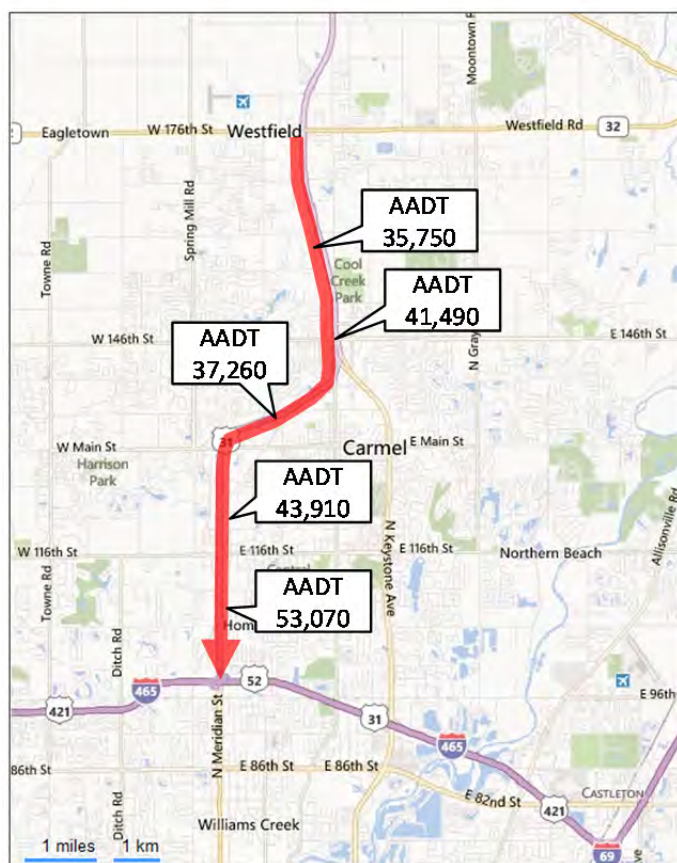 Moontown R
Eagletown
W 176th St
Westfield
Westfield Rd
32
Towne Rd
Spring Mill Rd
AADT
35,750
Cool
Creek
Park
AADT
41,490
N Gray
W 146th St
E 146th St
AADT
37,260
31
W Main St
Carmel
E Main St
Harrison
Park
AADT
43,910
Allisonville Rd
W 116th St
E 116th St
E 116th St
Northern Beach
N Keystone Ave
Towne Rd
AADT
53,070
Hom
Ditch Rd
465
52
421
N Meridian St
31
E 96th
465
86th St
E 86th St
E 86th St
E 82nd St
421
CASTLETON
Ditch Rd
Williams Creek
1 miles
1 km
69
ve